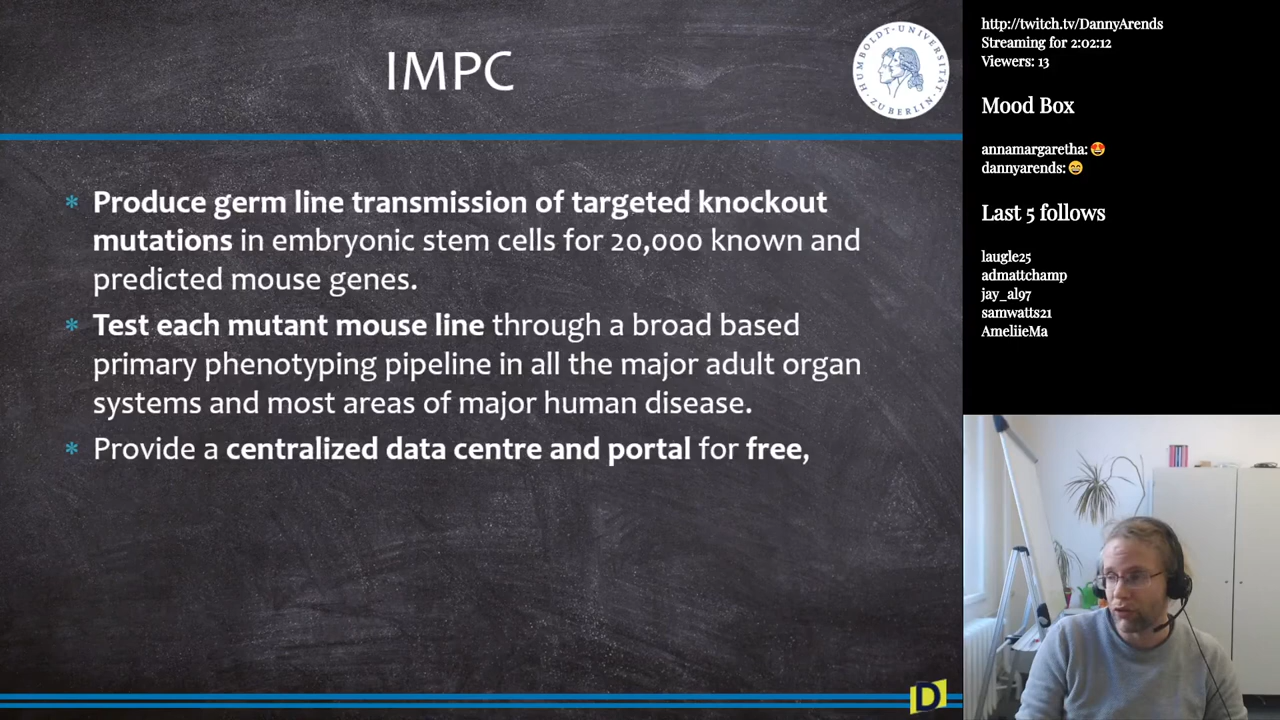 IMPC
HUMBOLDT-UNIVERSITÄT
ZU BERLIN
* Produce germ line transmission of targeted knockout
mutations in embryonic stem cells for 20,000 known and
predicted mouse genes.
* Test each mutant mouse line through a broad based
primary phenotyping pipeline in all the major adult organ
systems and most areas of major human disease.
* Provide a centralized data centre and portal for free,
D
http://twitch.tv/DannyArends
Streaming for 2:02:12
Viewers: 13
Mood Box
annamargaretha: 😍
dannyarends: 😄
Last 5 follows
laugle25
admattchamp
jay_al97
samwatts21
AmeliieMa